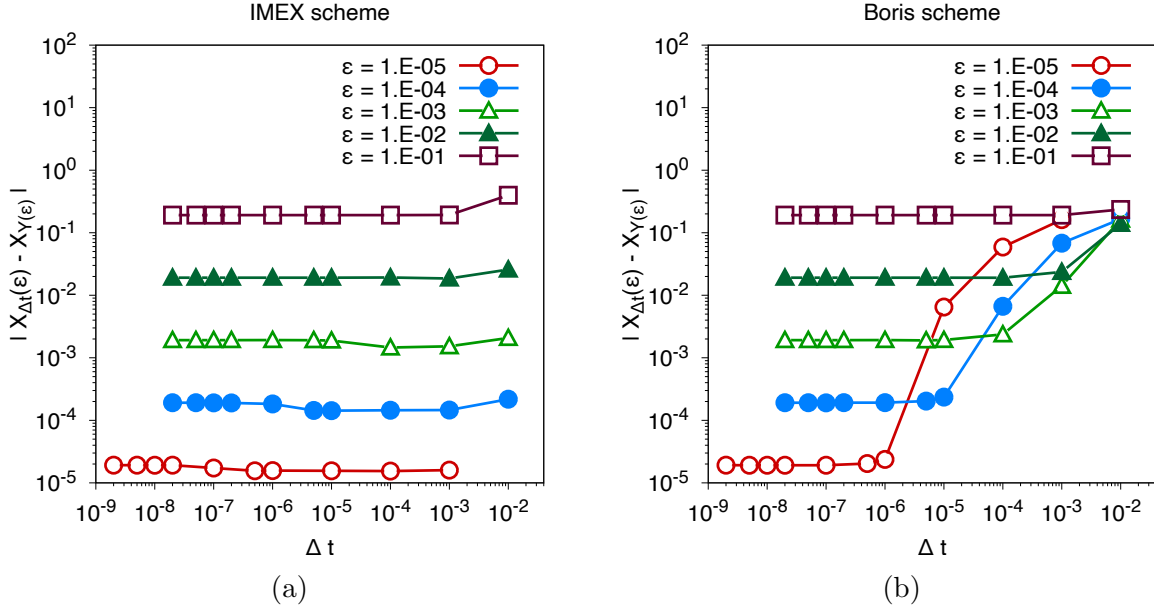 IMEX scheme
| X_Δt(ε) - X_Y(ε) |
10^2
10^1
10^0
10^-1
10^-2
10^-3
10^-4
10^-5
ε = 1.E-05
ε = 1.E-04
ε = 1.E-03
ε = 1.E-02
ε = 1.E-01
10^-9 10^-8 10^-7 10^-6 10^-5 10^-4 10^-3 10^-2
Δ t
(a)
Boris scheme
| X_Δt(ε) - X_Y(ε) |
10^2
10^1
10^0
10^-1
10^-2
10^-3
10^-4
10^-5
ε = 1.E-05
ε = 1.E-04
ε = 1.E-03
ε = 1.E-02
ε = 1.E-01
10^-9 10^-8 10^-7 10^-6 10^-5 10^-4 10^-3 10^-2
Δ t
(b)